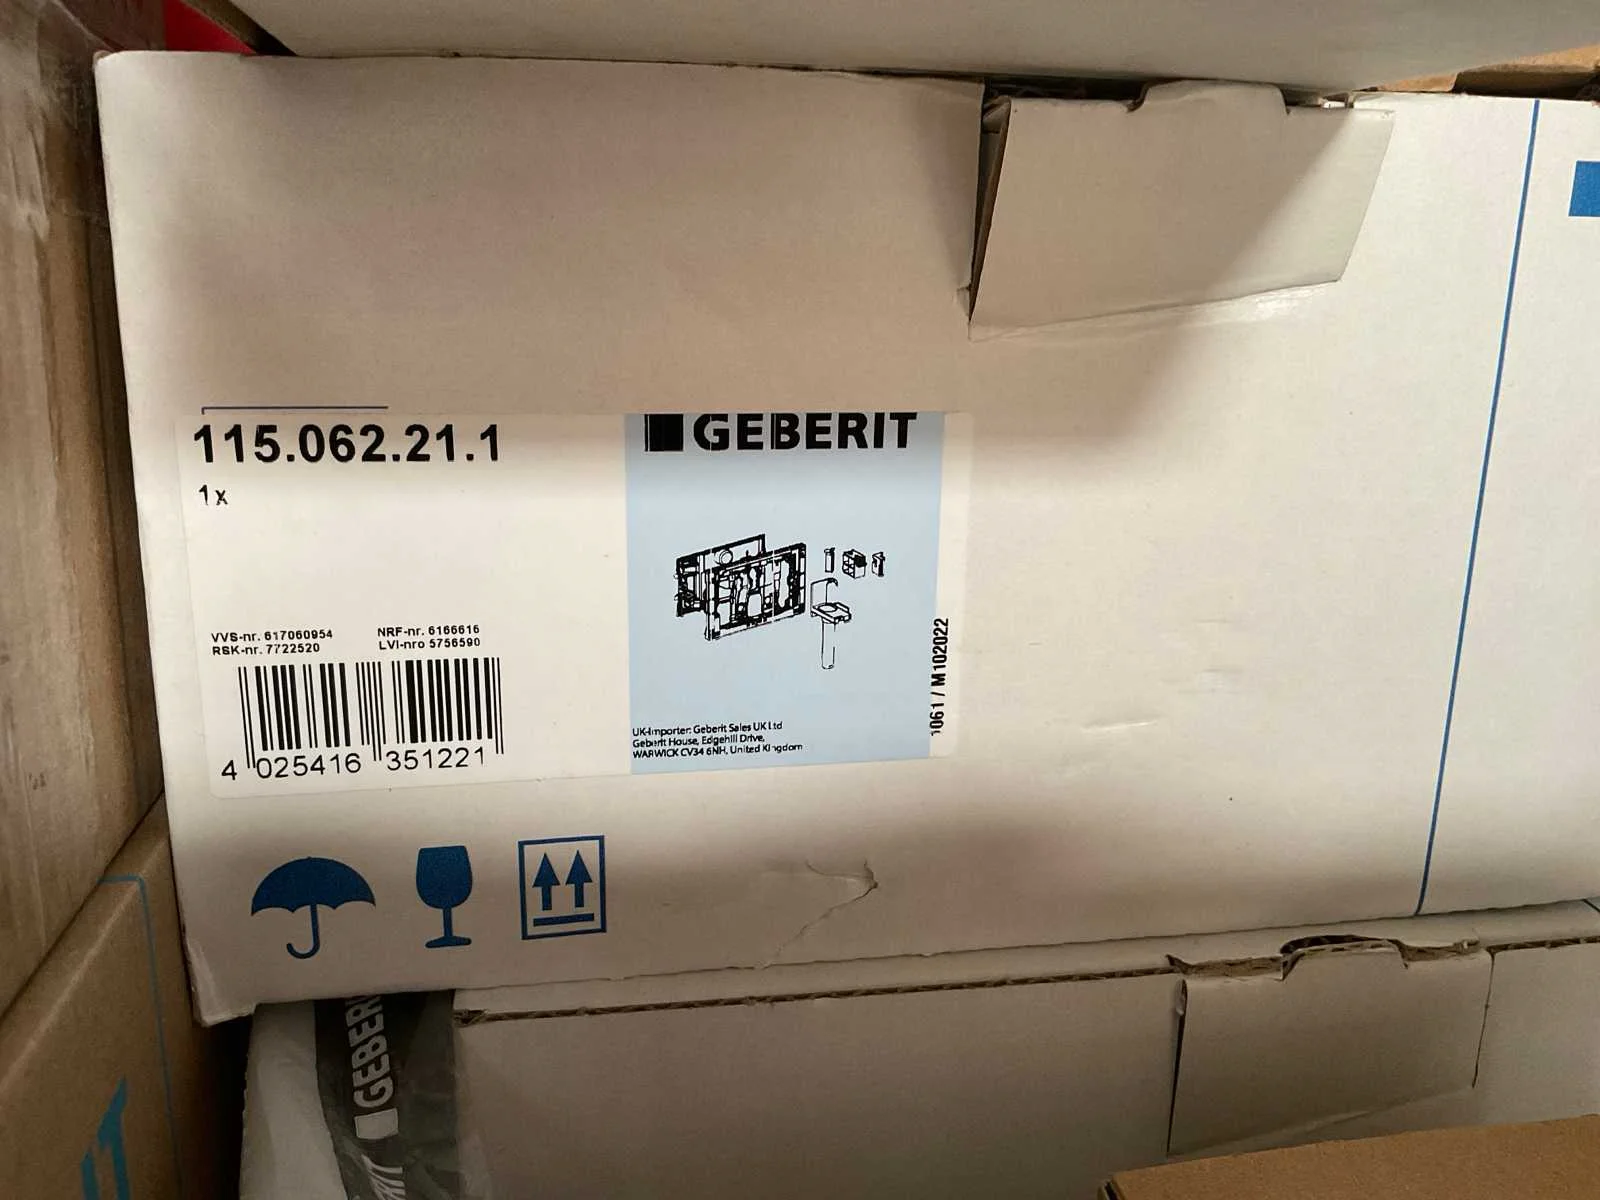 115.062.21.1
1x
GEBERIT
VVS-nr. 617060954
RSK-nr. 7722520
NRF-nr. 6166616
LVI-nro 5756590
4 025416 351221
UK-Importer: Geberit Sales UK Ltd
Geberit House, Edgehill Drive,
WARWICK CV34 6NH, United Kingdom
1061 / M102022
GEBERIT